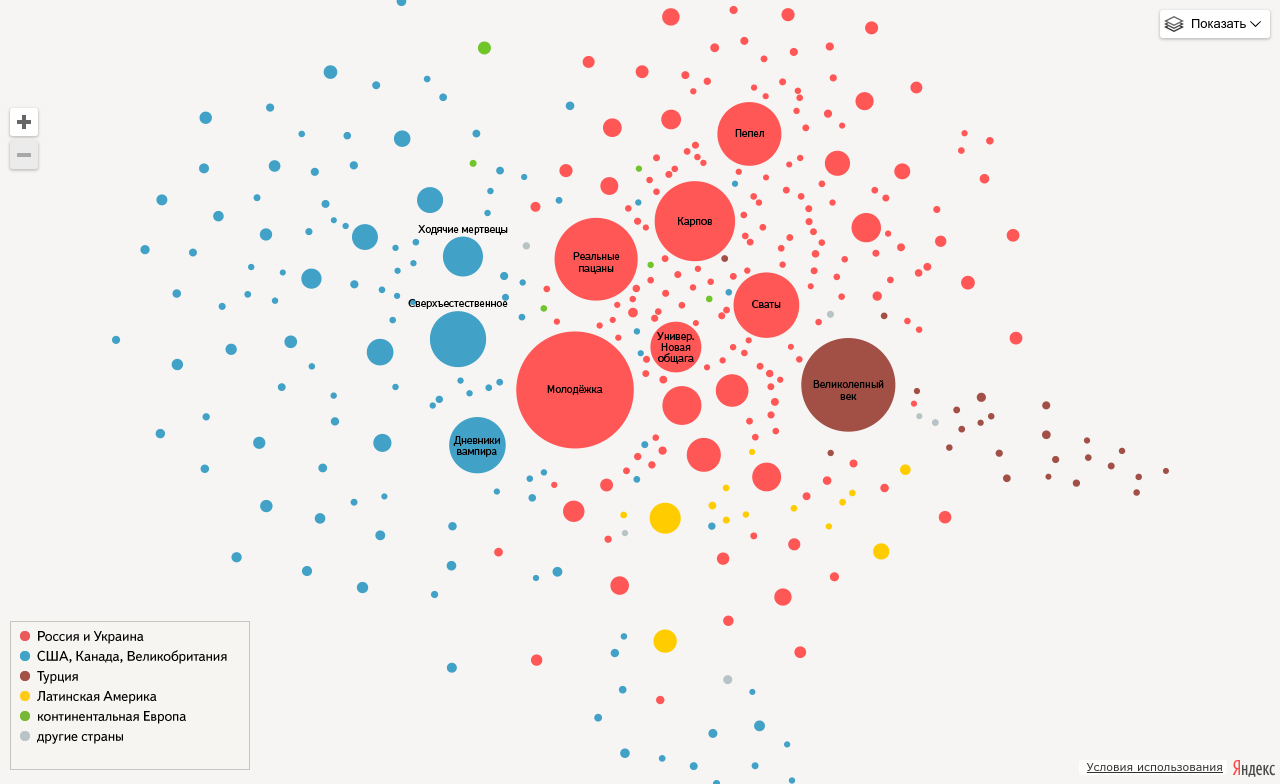 Показать
Пепел
Карпов
Ходячие мертвецы
Реальные
пацаны
Сверхъестественное
Сваты
Универ.
Новая
общага
Молодёжка
Великолепный
век
Дневники
вампира
Россия и Украина
США, Канада, Великобритания
Турция
Латинская Америка
континентальная Европа
другие страны
Условия использования
Яндекс